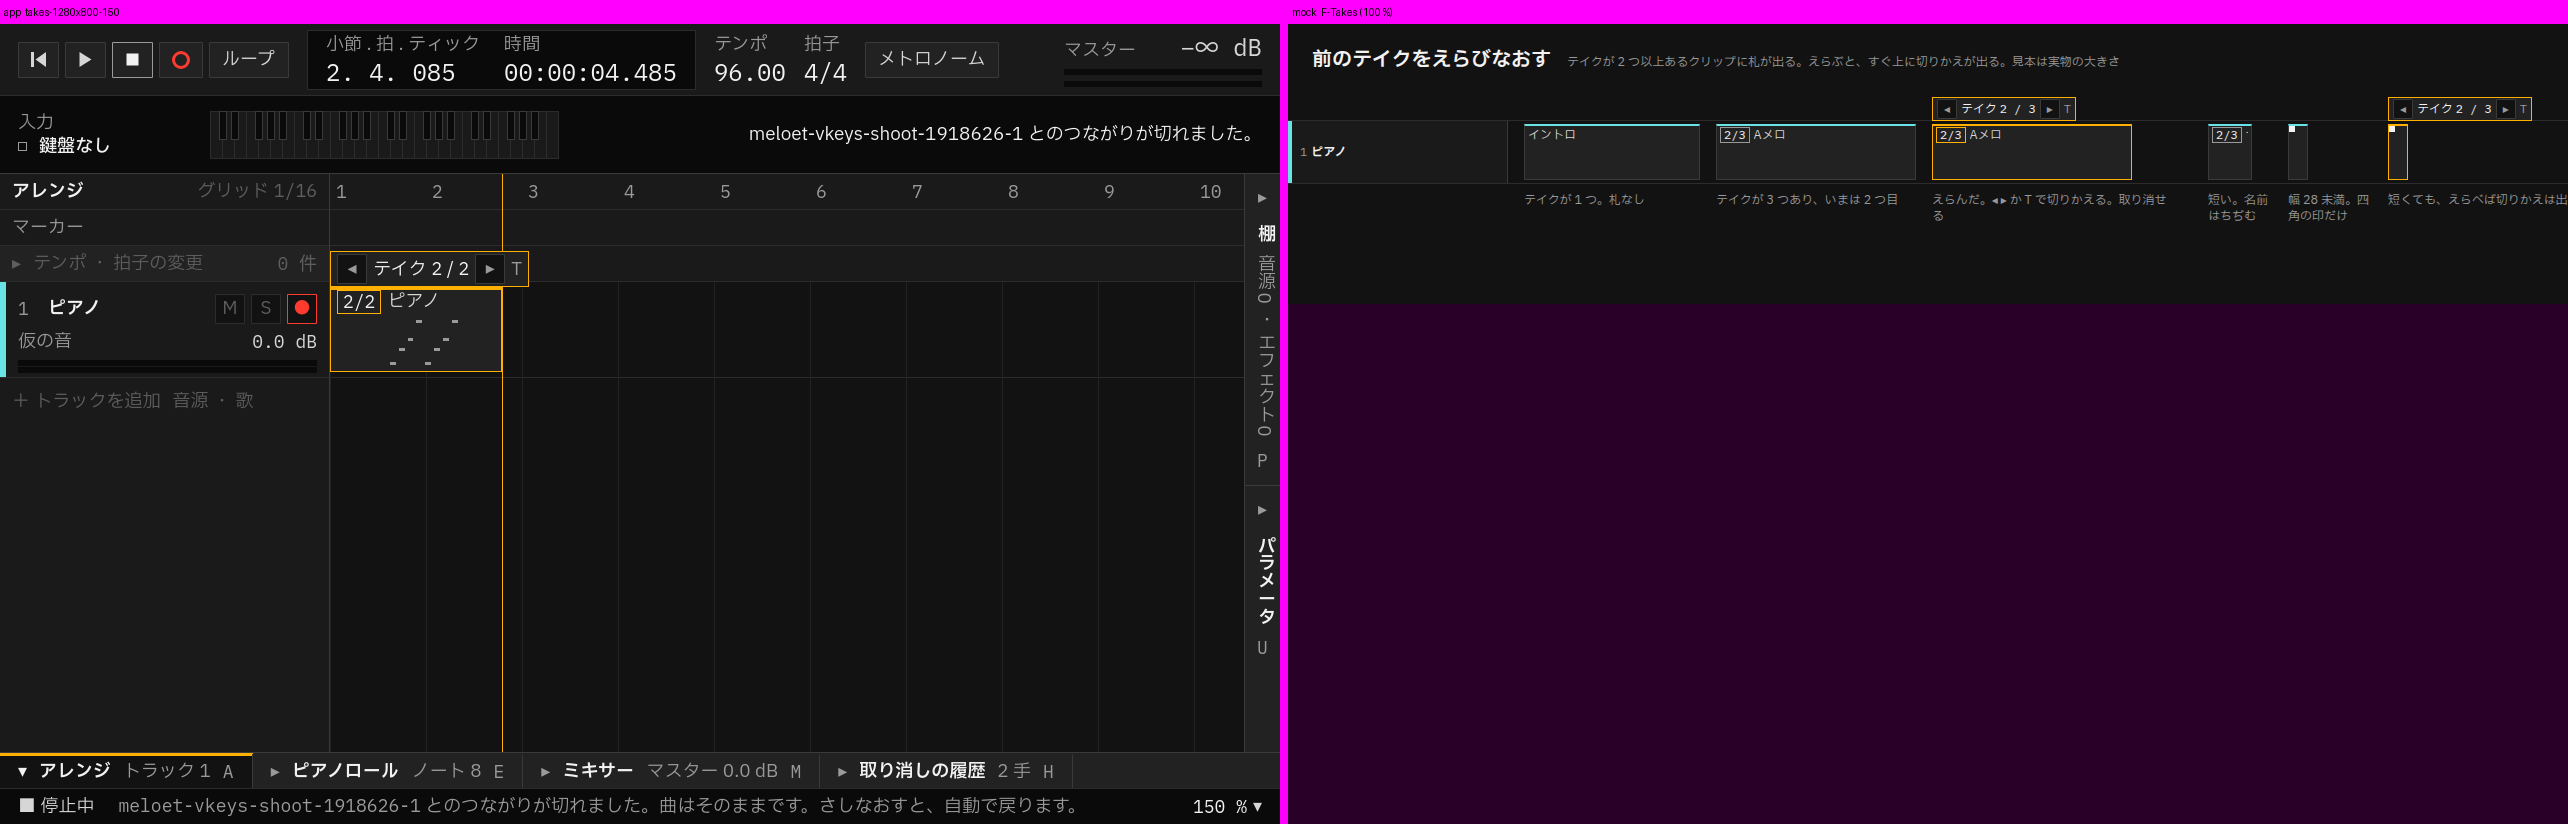 app takes-1280x800-150
ループ
小節 . 拍 . ティック 時間
2. 4. 085 00:00:04.485
テンポ 拍子
96.00 4/4
メトロノーム
マスター −∞ dB
入力
鍵盤なし
meloet-vkeys-shoot-1918626-1 とのつながりが切れました。
アレンジ グリッド 1/16
1 2 3 4 5 6 7 8 9 10
マーカー
▸ テンポ · 拍子の変更 0 件
◂ テイク 2 / 2 ▸ T
1 ピアノ M S
2/2 ピアノ
仮の音 0.0 dB
＋ トラックを追加 音源 · 歌
▸ 棚 音源 0 · エフェクト 0 P
▸ パラメータ U
▾ アレンジ トラック 1 A
▸ ピアノロール ノート 8 E
▸ ミキサー マスター 0.0 dB M
▸ 取り消しの履歴 2 手 H
■ 停止中 meloet-vkeys-shoot-1918626-1 とのつながりが切れました。曲はそのままです。さしなおすと、自動で戻ります。
150 % ▾
mock F-Takes (100 %)
前のテイクをえらびなおす テイクが 2 つ以上あるクリップに札が出る。えらぶと、すぐ上に切りかえが出る。見本は実物の大きさ
◂ テイク 2 / 3 ▸ T
◂ テイク 2 / 3 ▸ T
1 ピアノ
イントロ
2/3 Aメロ
2/3 Aメロ
2/3
テイクが 1 つ。札なし
テイクが 3 つあり、いまは 2 つ目
えらんだ。◂ ▸ か T で切りかえる。取り消せ
る
短い。名前
はちぢむ
幅 28 未満。四
角の印だけ
短くても、えらべば切りかえは出